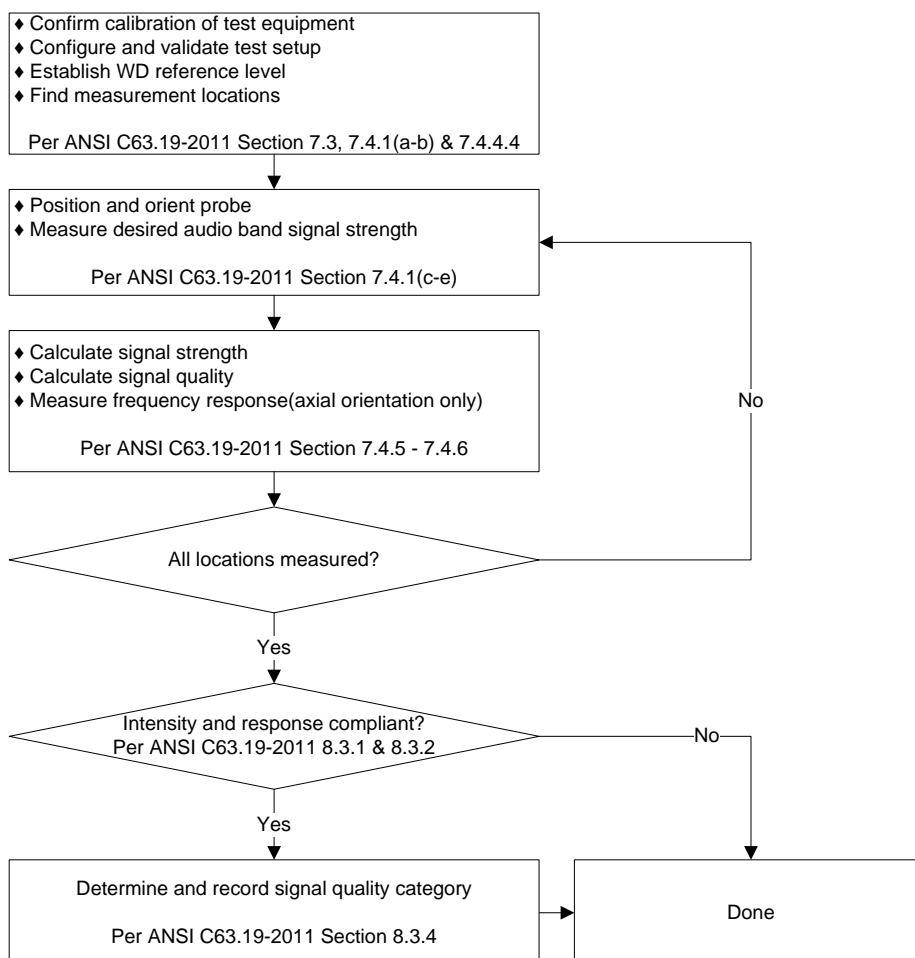 ♦ Confirm calibration of test equipment
♦ Configure and validate test setup
♦ Establish WD reference level
♦ Find measurement locations
Per ANSI C63.19-2011 Section 7.3, 7.4.1(a-b) & 7.4.4.4
♦ Position and orient probe
♦ Measure desired audio band signal strength
Per ANSI C63.19-2011 Section 7.4.1(c-e)
♦ Calculate signal strength
♦ Calculate signal quality
♦ Measure frequency response(axial orientation only)
Per ANSI C63.19-2011 Section 7.4.5 - 7.4.6
No
All locations measured?
Yes
Intensity and response compliant?
Per ANSI C63.19-2011 8.3.1 & 8.3.2
No
Yes
Determine and record signal quality category
Per ANSI C63.19-2011 Section 8.3.4
Done